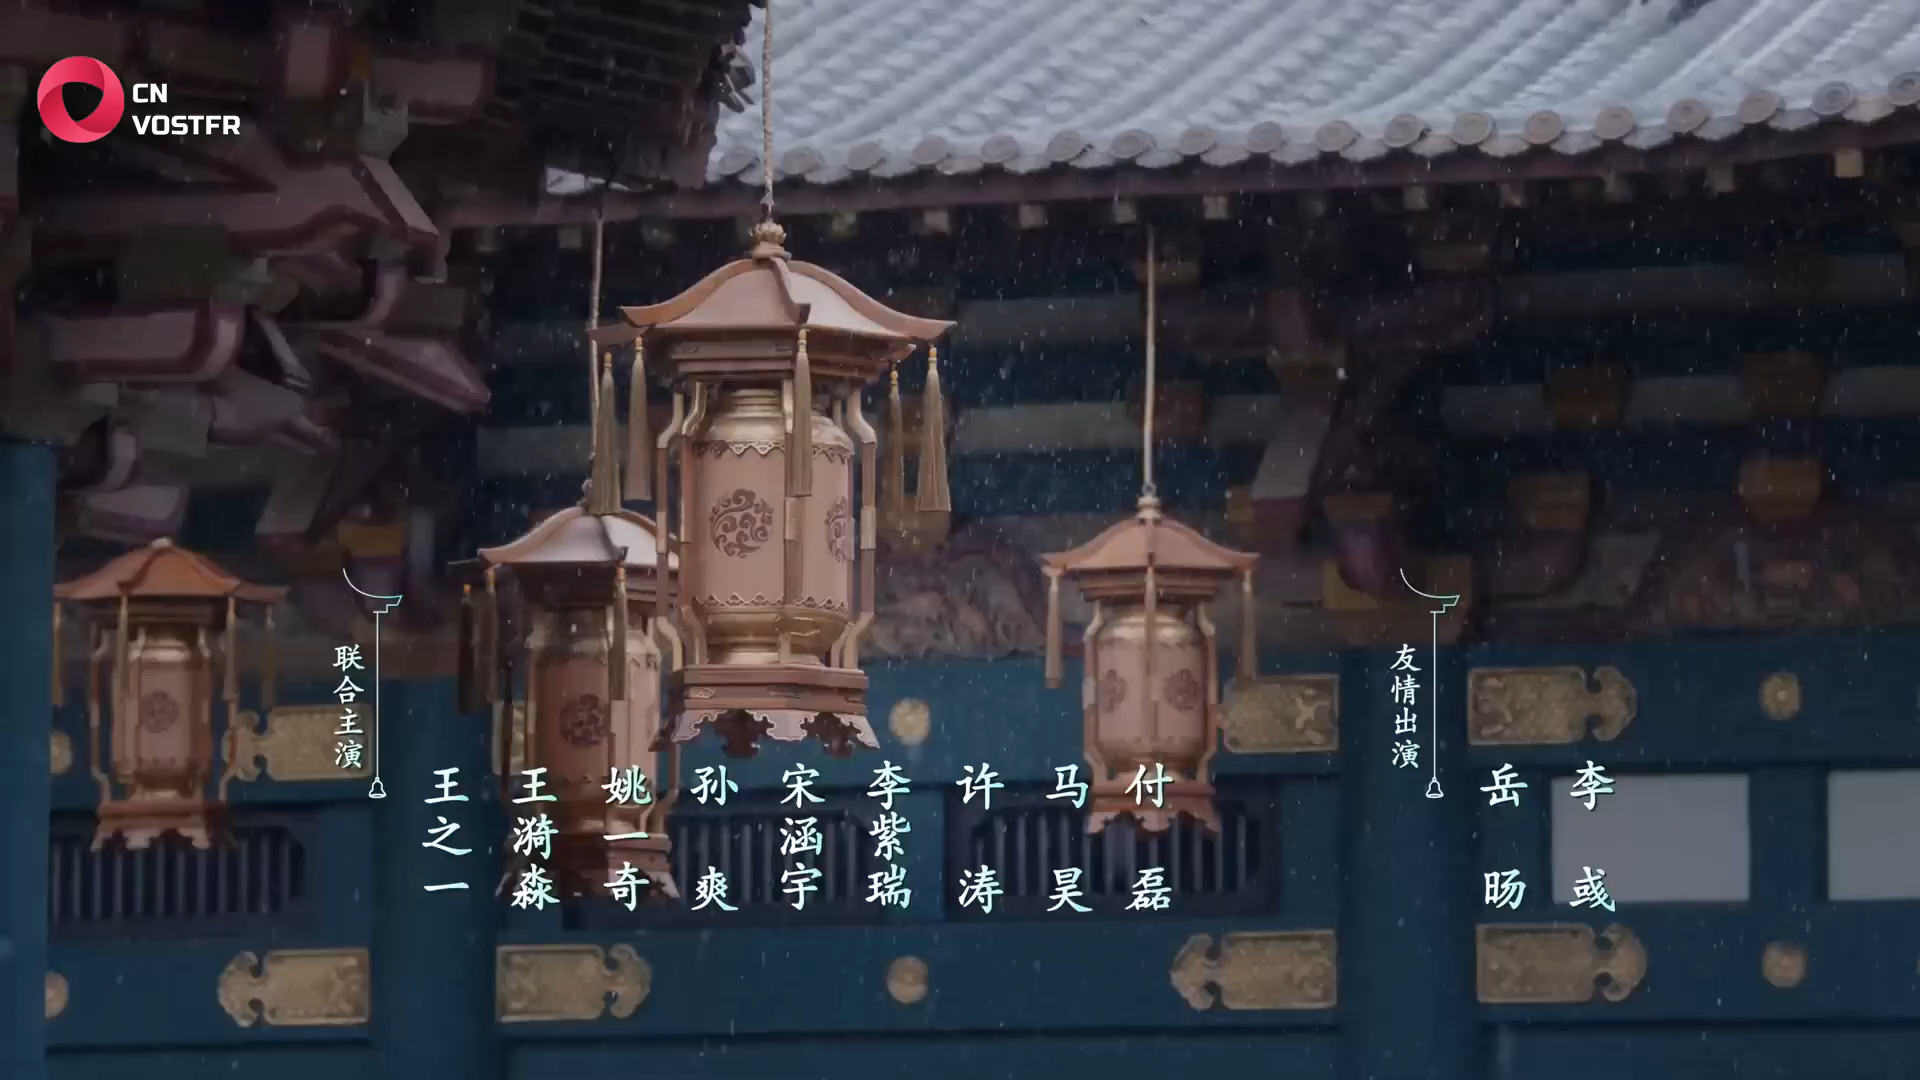 CN
VOSTFR
联合主演
王之一
王漪淼
姚一奇
孙爽
宋涵宇
李紫瑞
许涛
马昊
付磊
友情出演
岳旸
李彧